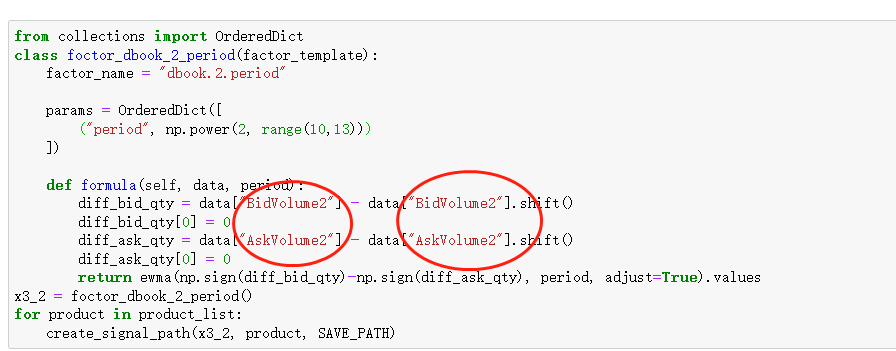 from collections import OrderedDict
class foctor_dbook_2_period(factor_template):
    factor_name = "dbook.2.period"

    params = OrderedDict([
        ("period", np.power(2, range(10,13)))
    ])

    def formula(self, data, period):
        diff_bid_qty = data["BidVolume2"] - data["BidVolume2"].shift()
        diff_bid_qty[0] = 0
        diff_ask_qty = data["AskVolume2"] - data["AskVolume2"].shift()
        diff_ask_qty[0] = 0
        return ewma(np.sign(diff_bid_qty)-np.sign(diff_ask_qty), period, adjust=True).values
x3_2 = foctor_dbook_2_period()
for product in product_list:
    create_signal_path(x3_2, product, SAVE_PATH)